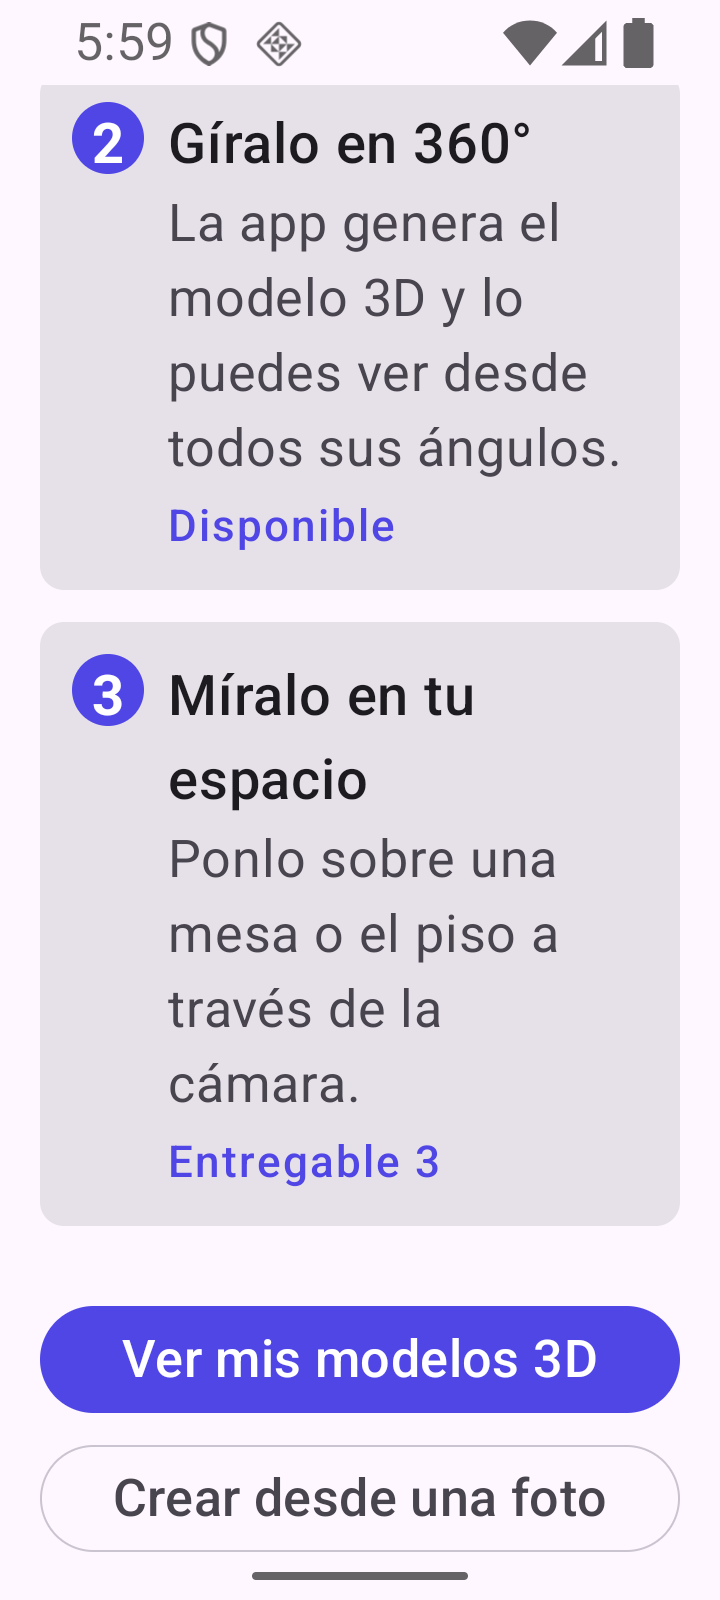 5:59
2 Gíralo en 360°
La app genera el
modelo 3D y lo
puedes ver desde
todos sus ángulos.
Disponible
3 Míralo en tu
espacio
Ponlo sobre una
mesa o el piso a
través de la
cámara.
Entregable 3
Ver mis modelos 3D
Crear desde una foto